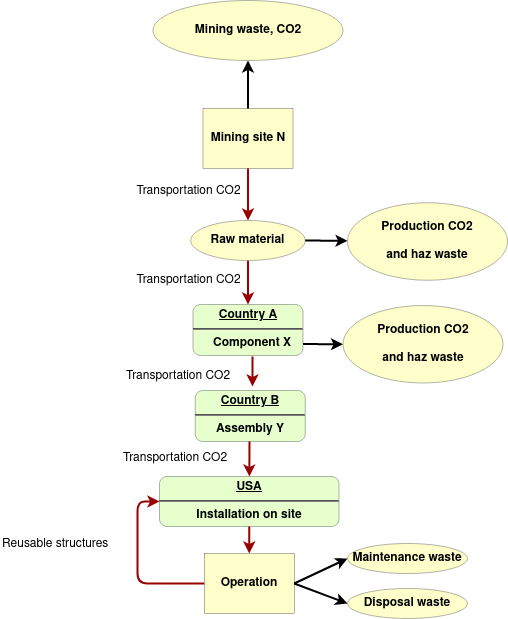 Mining waste, CO2
Mining site N
Transportation CO2
Raw material
Production CO2
and haz waste
Transportation CO2
Country A
Component X
Production CO2
and haz waste
Transportation CO2
Country B
Assembly Y
Transportation CO2
USA
Installation on site
Reusable structures
Operation
Maintenance waste
Disposal waste